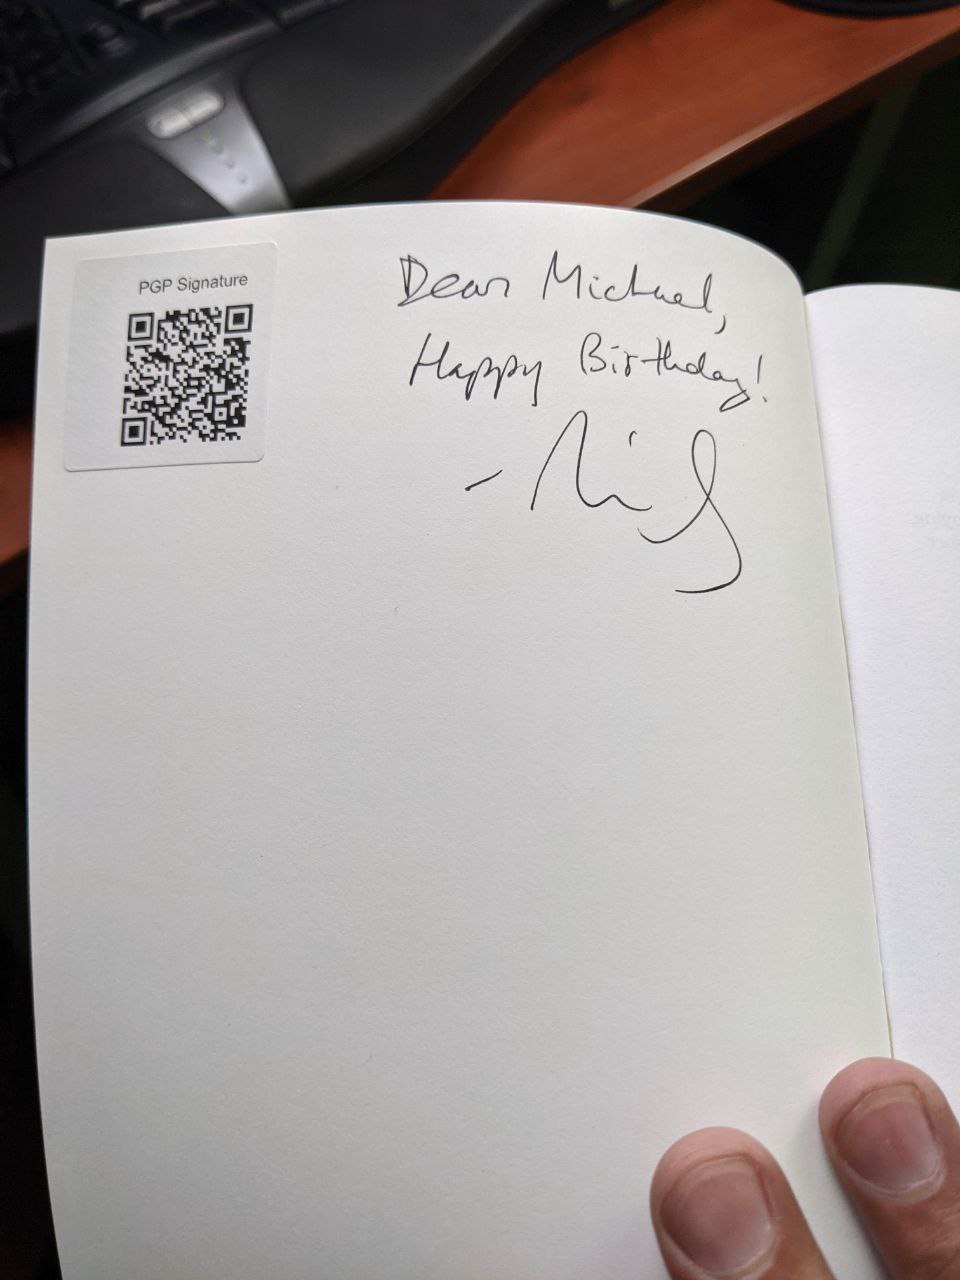 PGP Signature
Dear Michael,
Happy Birthday!